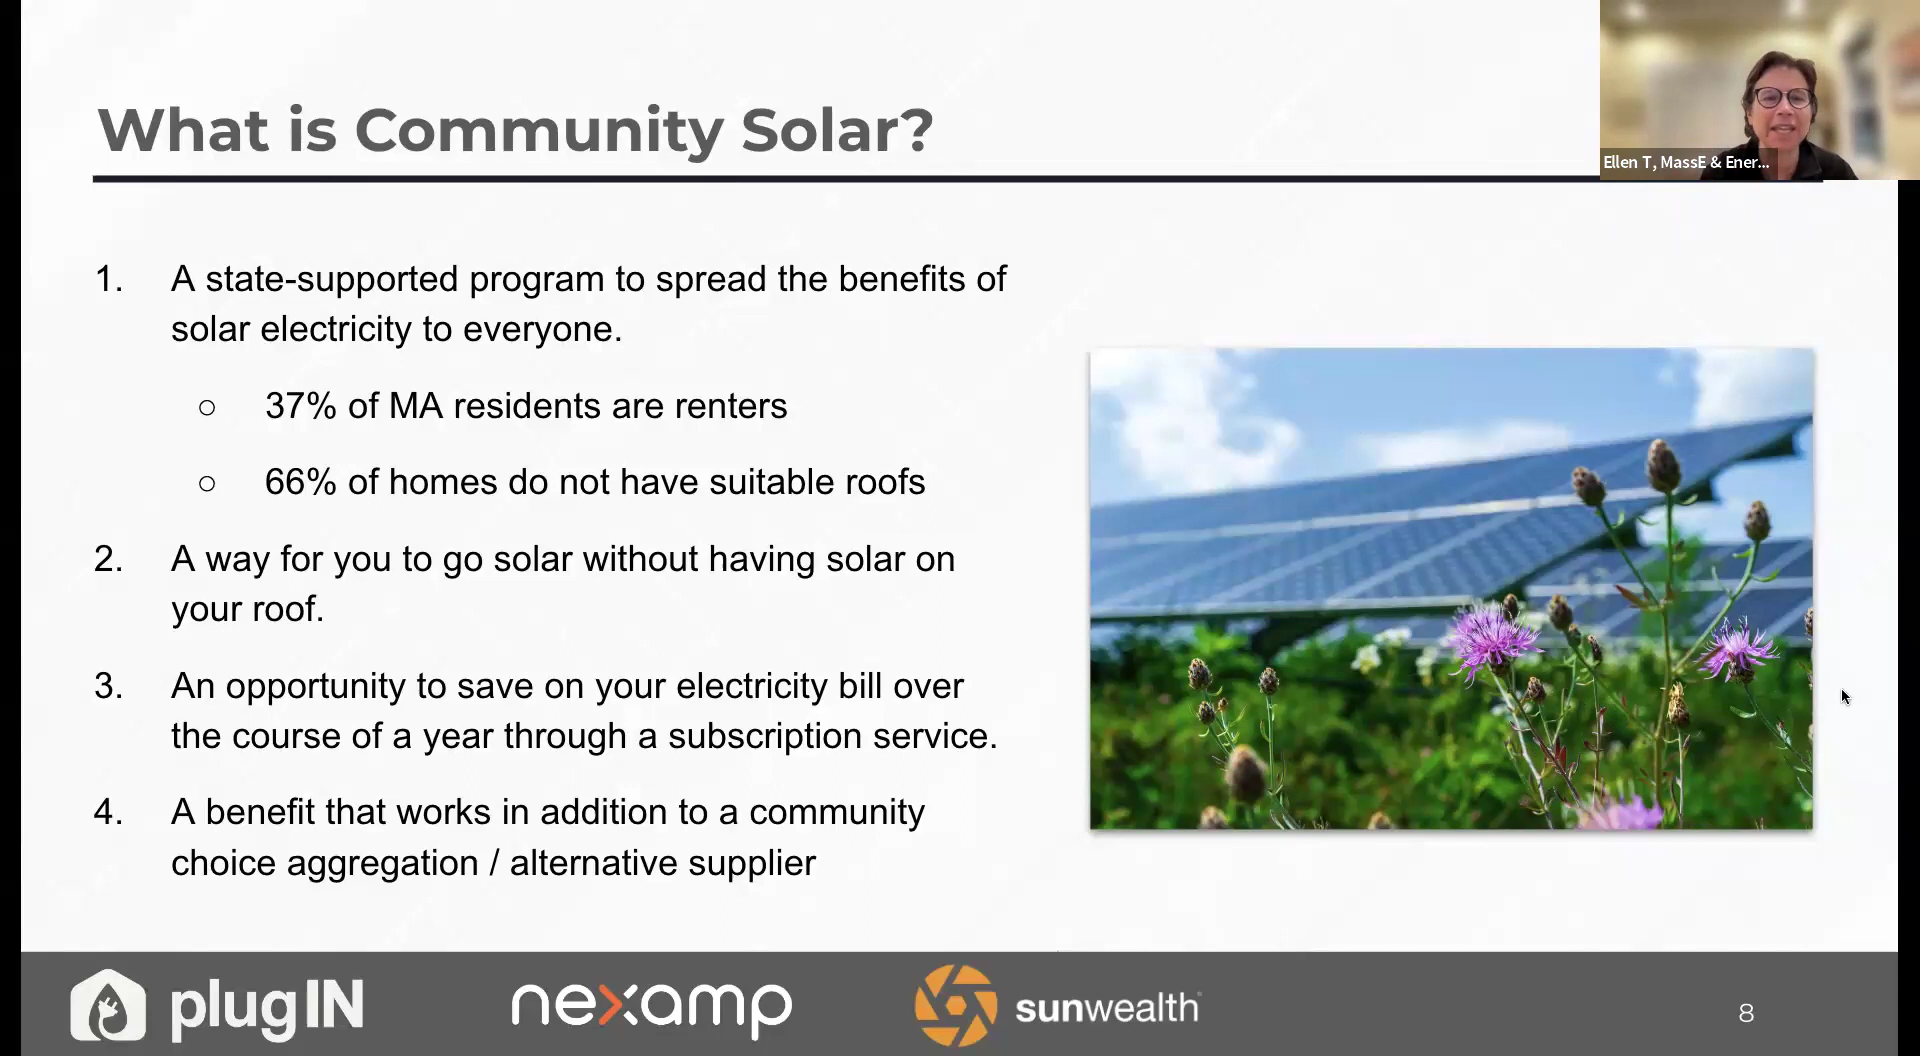 What is Community Solar?
Ellen T, MassE & Ener...
1. A state-supported program to spread the benefits of
solar electricity to everyone.
○ 37% of MA residents are renters
○ 66% of homes do not have suitable roofs
2. A way for you to go solar without having solar on
your roof.
3. An opportunity to save on your electricity bill over
the course of a year through a subscription service.
4. A benefit that works in addition to a community
choice aggregation / alternative supplier
plugIN
nexamp
sunwealth
8